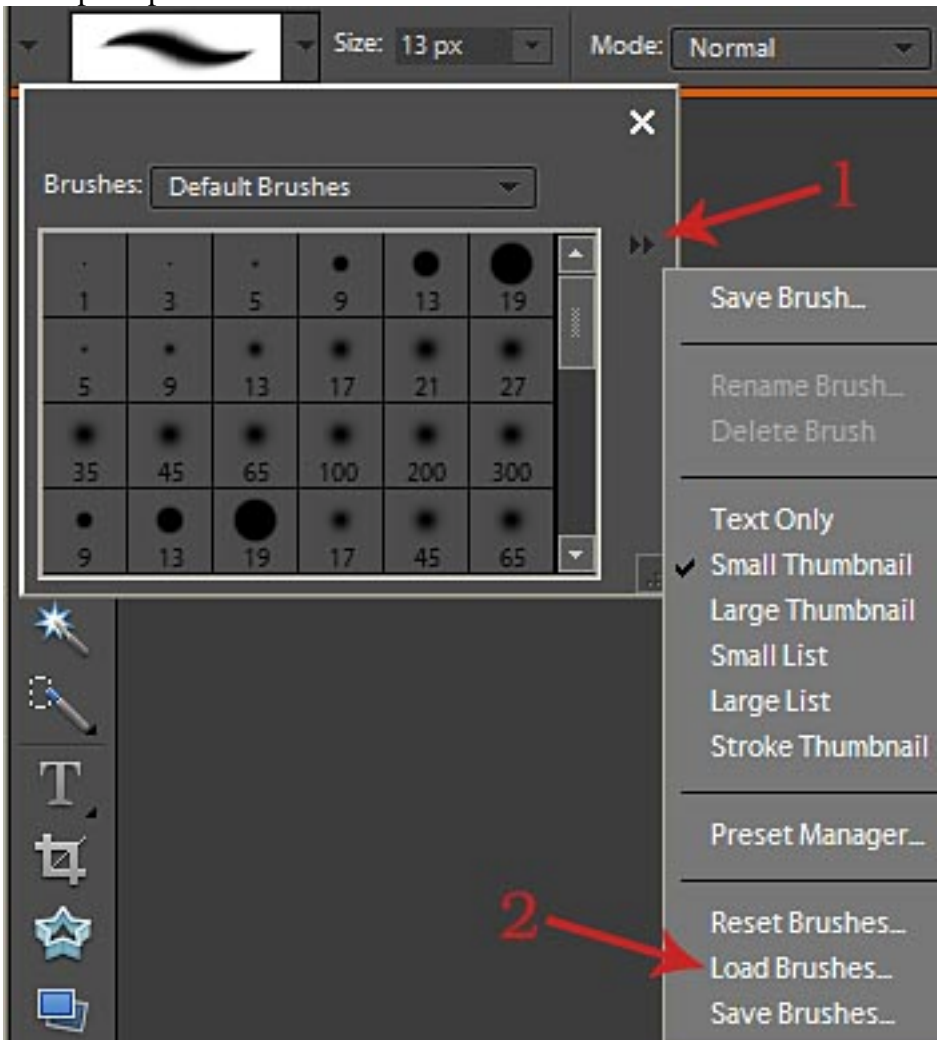 Size: 13 px Mode: Normal
Brushes: Default Brushes
1
1 3 5 9 13 19
5 9 13 17 21 27
35 45 65 100 200 300
9 13 19 17 45 65
Save Brush...
Rename Brush...
Delete Brush
Text Only
Small Thumbnail
Large Thumbnail
Small List
Large List
Stroke Thumbnail
Preset Manager...
2
Reset Brushes...
Load Brushes...
Save Brushes...
T